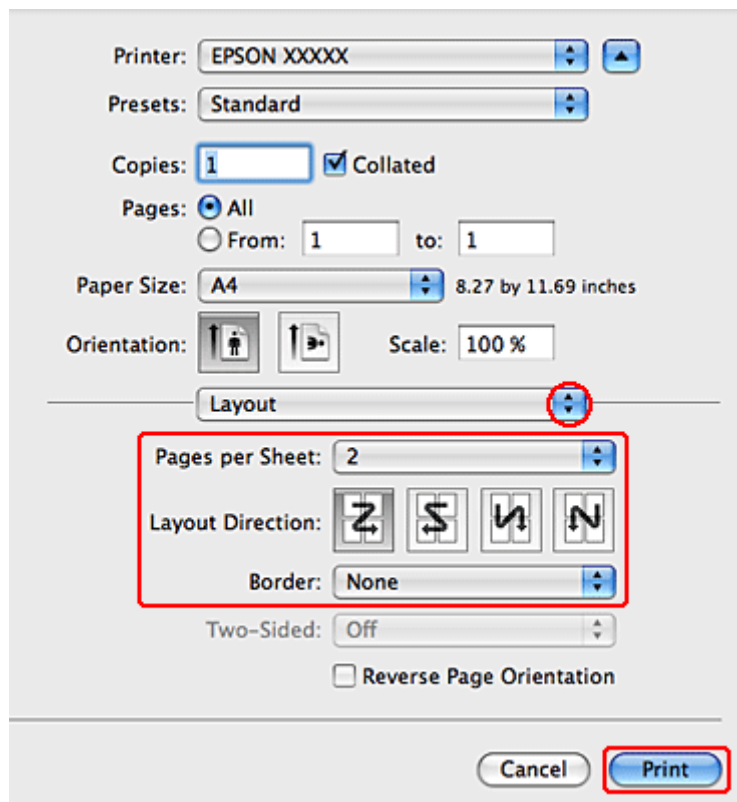 Printer: EPSON XXXXX
Presets: Standard
Copies: 1 Collated
Pages: All
From: 1 to: 1
Paper Size: A4 8.27 by 11.69 inches
Orientation: Scale: 100 %
Layout
Pages per Sheet: 2
Layout Direction:
Border: None
Two-Sided: Off
Reverse Page Orientation
Cancel Print